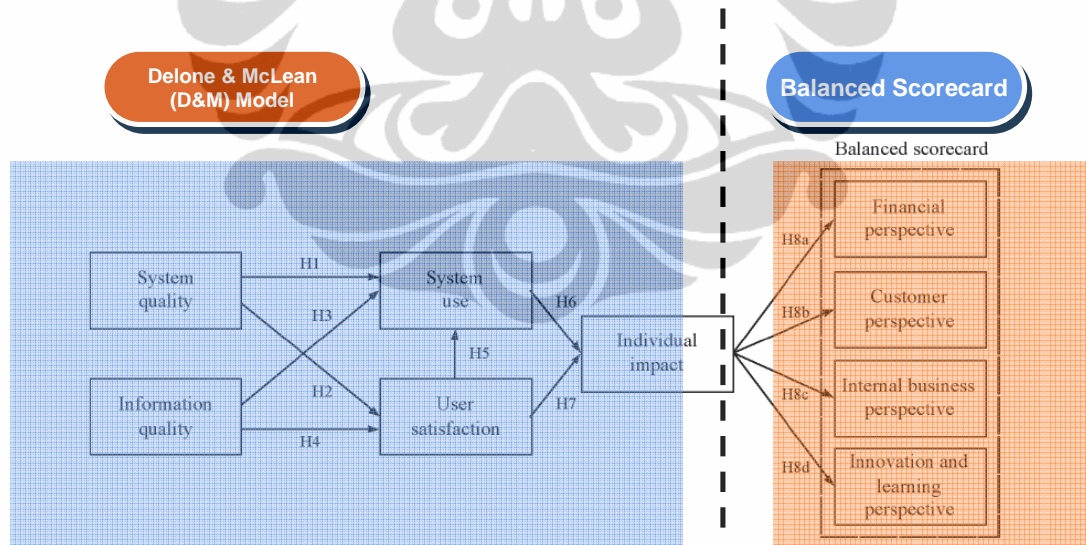 Delone & McLean
(D&M) Model
Balanced Scorecard
Balanced scorecard
System
quality
Information
quality
H1
H3
H2
H4
System
use
H5
User
satisfaction
H6
H7
Individual
impact
H8a
H8b
H8c
H8d
Financial
perspective
Customer
perspective
Internal business
perspective
Innovation and
learning
perspective